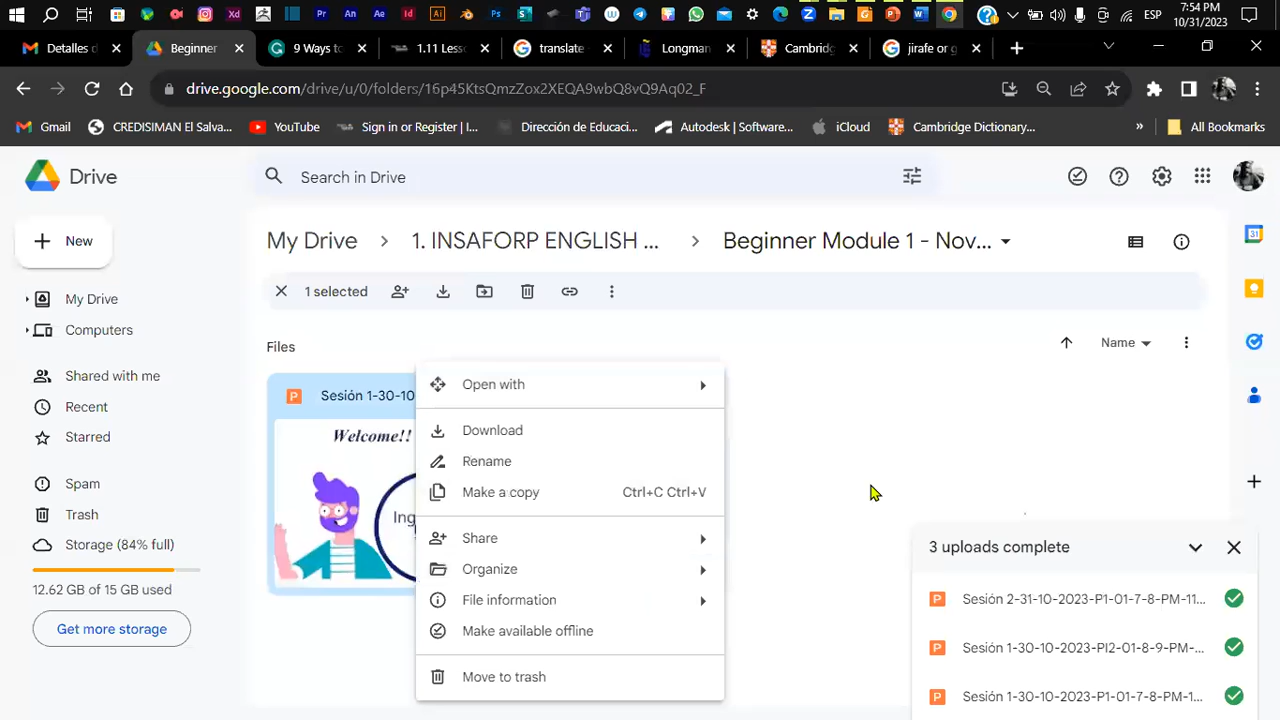 7:54 PM
ESP
10/31/2023
Detalles d
Beginner
9 Ways to
1.11 Less
translate
Longman
Cambridg
jirafe or g
drive.google.com/drive/u/0/folders/16p45KtsQmzZox2XEQA9wbQ8vQ9Aq02_F
Gmail
CREDISIMAN El Salva...
YouTube
Sign in or Register | I...
Dirección de Educaci...
Autodesk | Software...
iCloud
Cambridge Dictionary...
»
All Bookmarks
Drive
Search in Drive
New
My Drive
1. INSAFORP ENGLISH ...
Beginner Module 1 - Nov...
1 selected
My Drive
Computers
Shared with me
Recent
Starred
Spam
Trash
Storage (84% full)
12.62 GB of 15 GB used
Get more storage
Files
Name
Sesión 1-30-10
Welcome!!
Ing
Open with
Download
Rename
Make a copy Ctrl+C Ctrl+V
Share
Organize
File information
Make available offline
Move to trash
3 uploads complete
Sesión 2-31-10-2023-P1-01-7-8-PM-11...
Sesión 1-30-10-2023-PI2-01-8-9-PM-...
Sesión 1-30-10-2023-P1-01-7-8-PM-1...